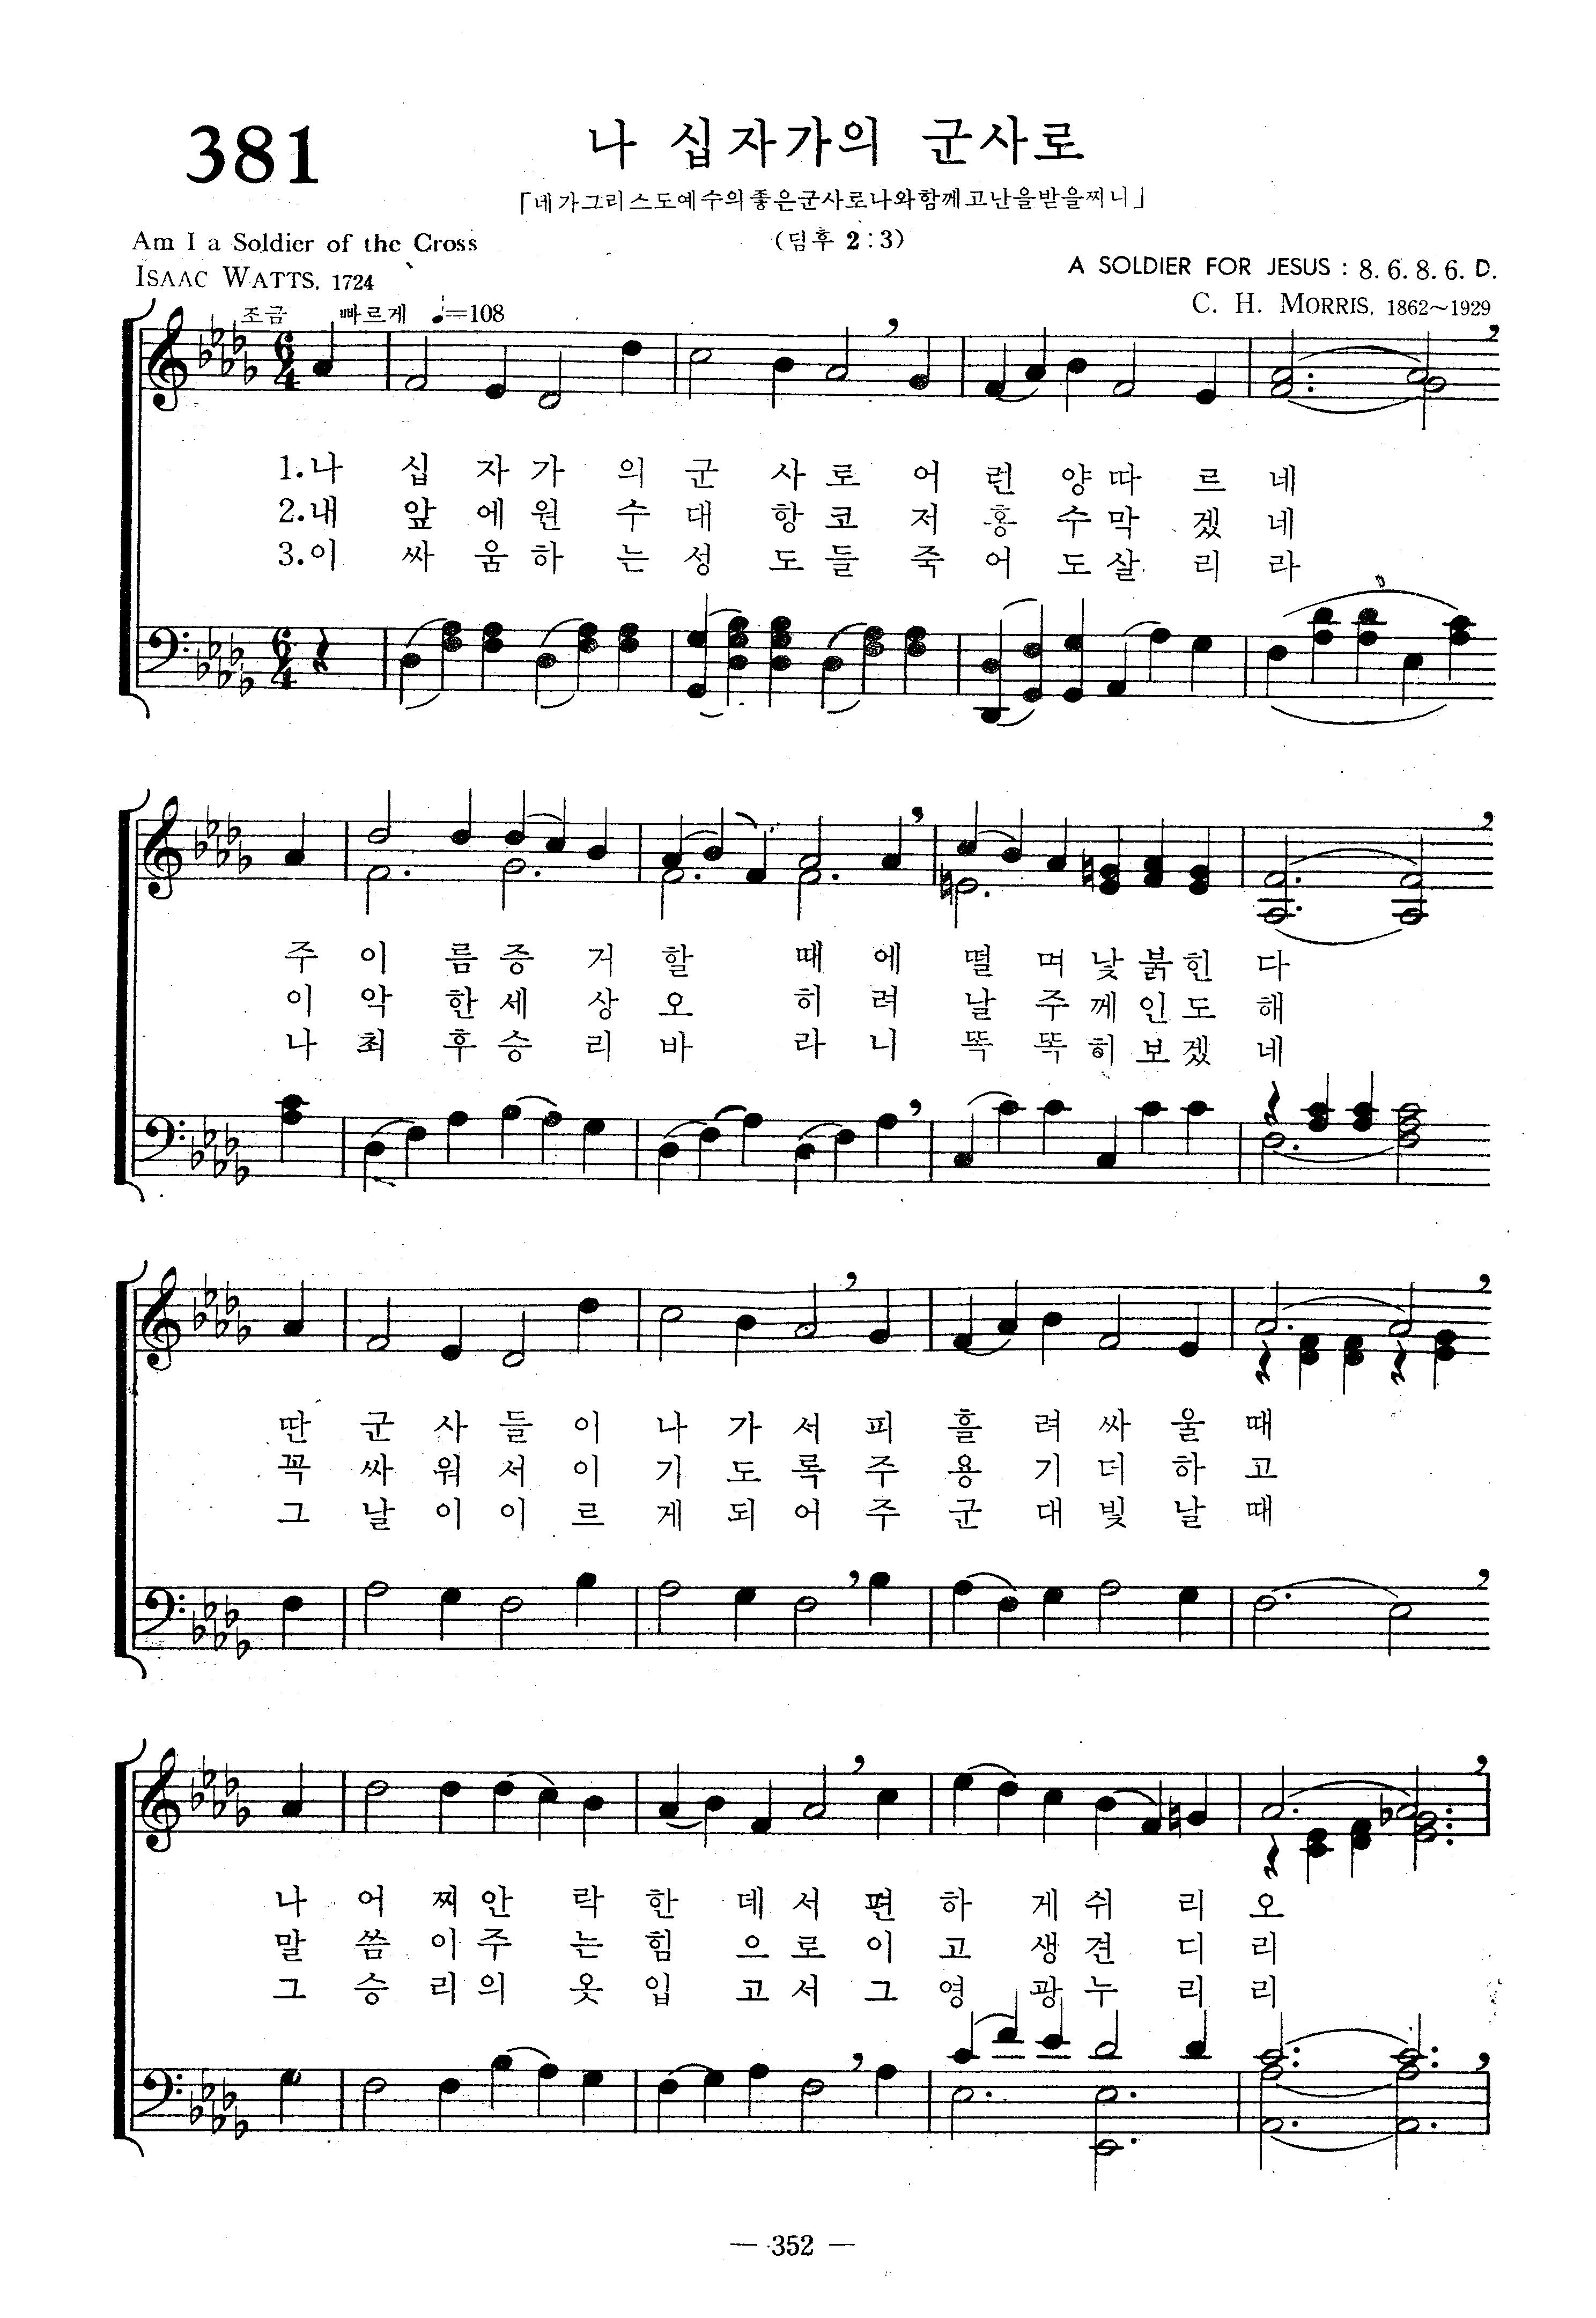 381
나 십자가의 군사로
「네가그리스도예수의좋은군사로나와함께고난을받을찌니」
(딤후 2:3)
Am I a Soldier of the Cross
ISAAC WATTS, 1724
A SOLDIER FOR JESUS : 8. 6. 8. 6. D.
C. H. MORRIS, 1862~1929
조금 빠르게 ♩.=108
6/4
1.나 십 자 가 의 군 사 로 어 린 양 따 르 네
2.내 앞 에 원 수 대 항 코 저 홍 수 막 겠 네
3.이 싸 움 하 는 성 도 들 죽 어 도 살 리 라
6/4
주 이 름 증 거 할 때 에 떨 며 낯 붉 힌 다
이 악 한 세 상 오 히 려 날 주 께 인 도 해
나 최 후 승 리 바 라 니 똑 똑 히 보 겠 네
딴 군 사 들 이 나 가 서 피 흘 려 싸 울 때
꼭 싸 워 서 이 기 도 록 주 용 기 더 하 고
그 날 이 이 르 게 되 어 주 군 대 빛 날 때
나 어 찌 안 락 한 데 서 편 하 게 쉬 리 오
말 씀 이 주 는 힘 으 로 이 고 생 견 디 리
그 승 리 의 옷 입 고 서 그 영 광 누 리 리
— 352 —